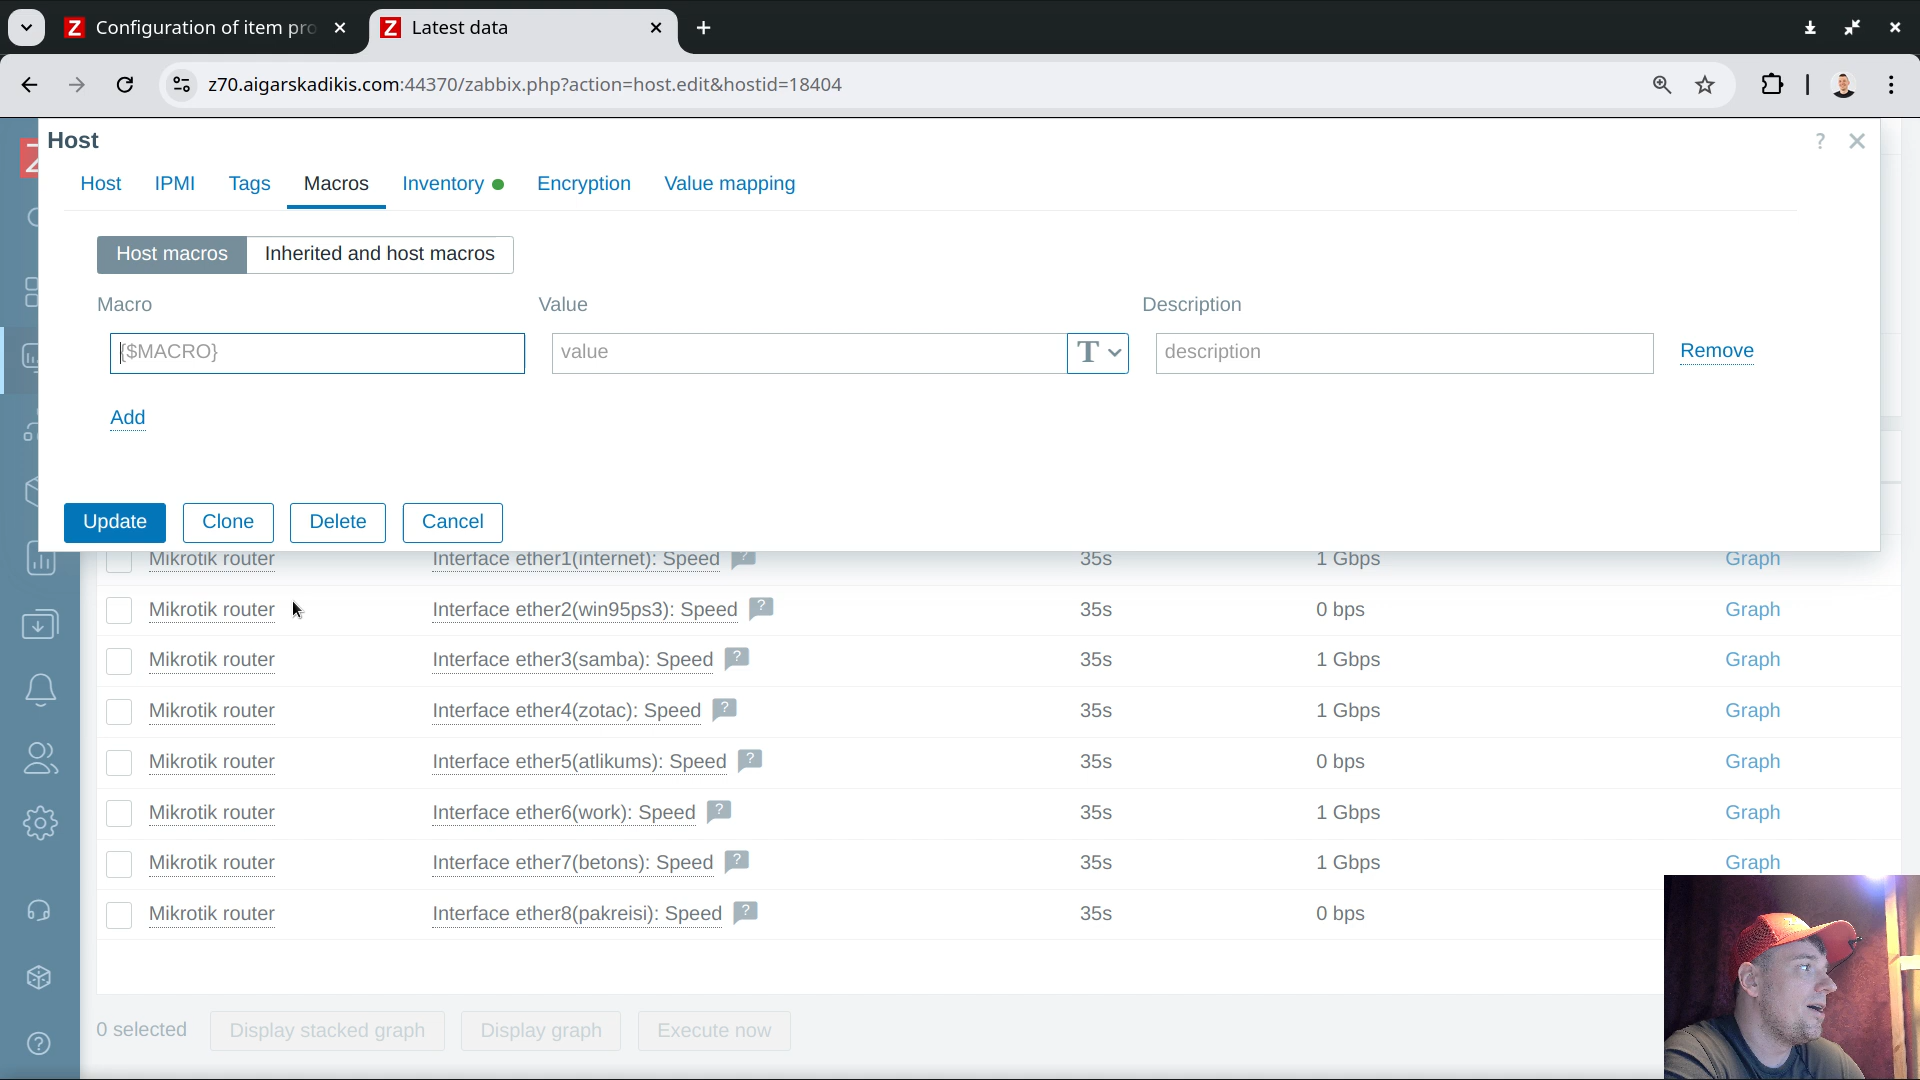 Configuration of item pro
Latest data
z70.aigarskadikis.com:44370/zabbix.php?action=host.edit&hostid=18404
Host
Host IPMI Tags Macros Inventory Encryption Value mapping
Host macros Inherited and host macros
Macro Value Description
{$MACRO} value T description Remove
Add
Update Clone Delete Cancel
Mikrotik router Interface ether1(internet): Speed ? 35s 1 Gbps Graph
Mikrotik router Interface ether2(win95ps3): Speed ? 35s 0 bps Graph
Mikrotik router Interface ether3(samba): Speed ? 35s 1 Gbps Graph
Mikrotik router Interface ether4(zotac): Speed ? 35s 1 Gbps Graph
Mikrotik router Interface ether5(atlikums): Speed ? 35s 0 bps Graph
Mikrotik router Interface ether6(work): Speed ? 35s 1 Gbps Graph
Mikrotik router Interface ether7(betons): Speed ? 35s 1 Gbps Graph
Mikrotik router Interface ether8(pakreisi): Speed ? 35s 0 bps
0 selected Display stacked graph Display graph Execute now